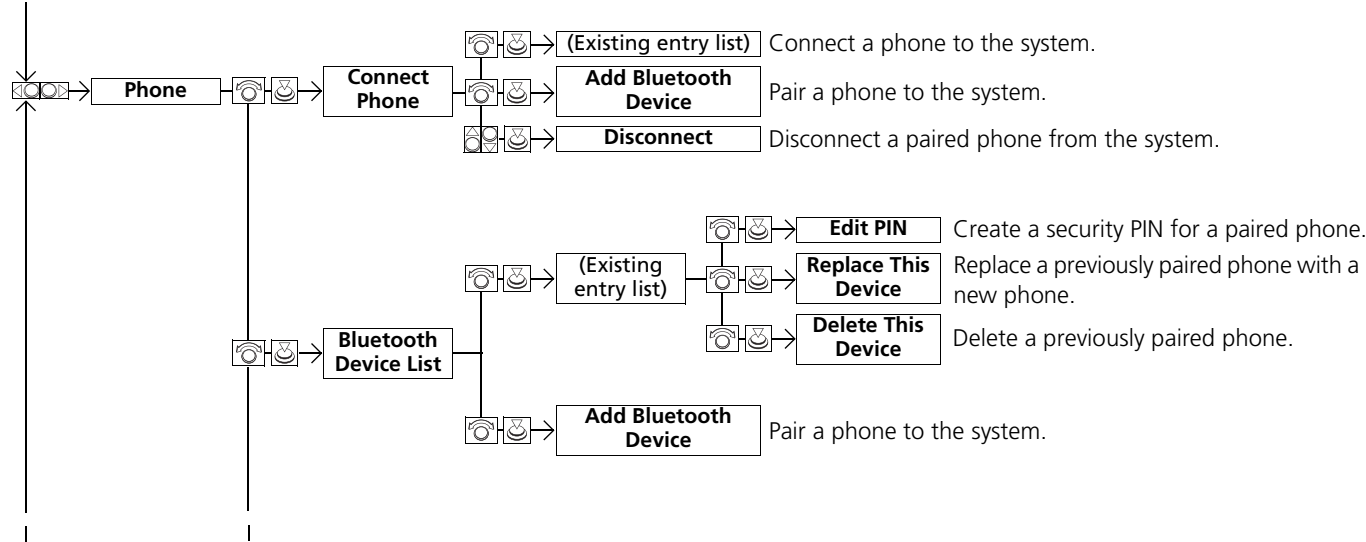 (Existing entry list) Connect a phone to the system.
Phone
Connect
Phone
Add Bluetooth
Device
Pair a phone to the system.
Disconnect Disconnect a paired phone from the system.
Edit PIN Create a security PIN for a paired phone.
(Existing
entry list)
Replace This
Device
Replace a previously paired phone with a
new phone.
Delete This
Device
Delete a previously paired phone.
Bluetooth
Device List
Add Bluetooth
Device
Pair a phone to the system.